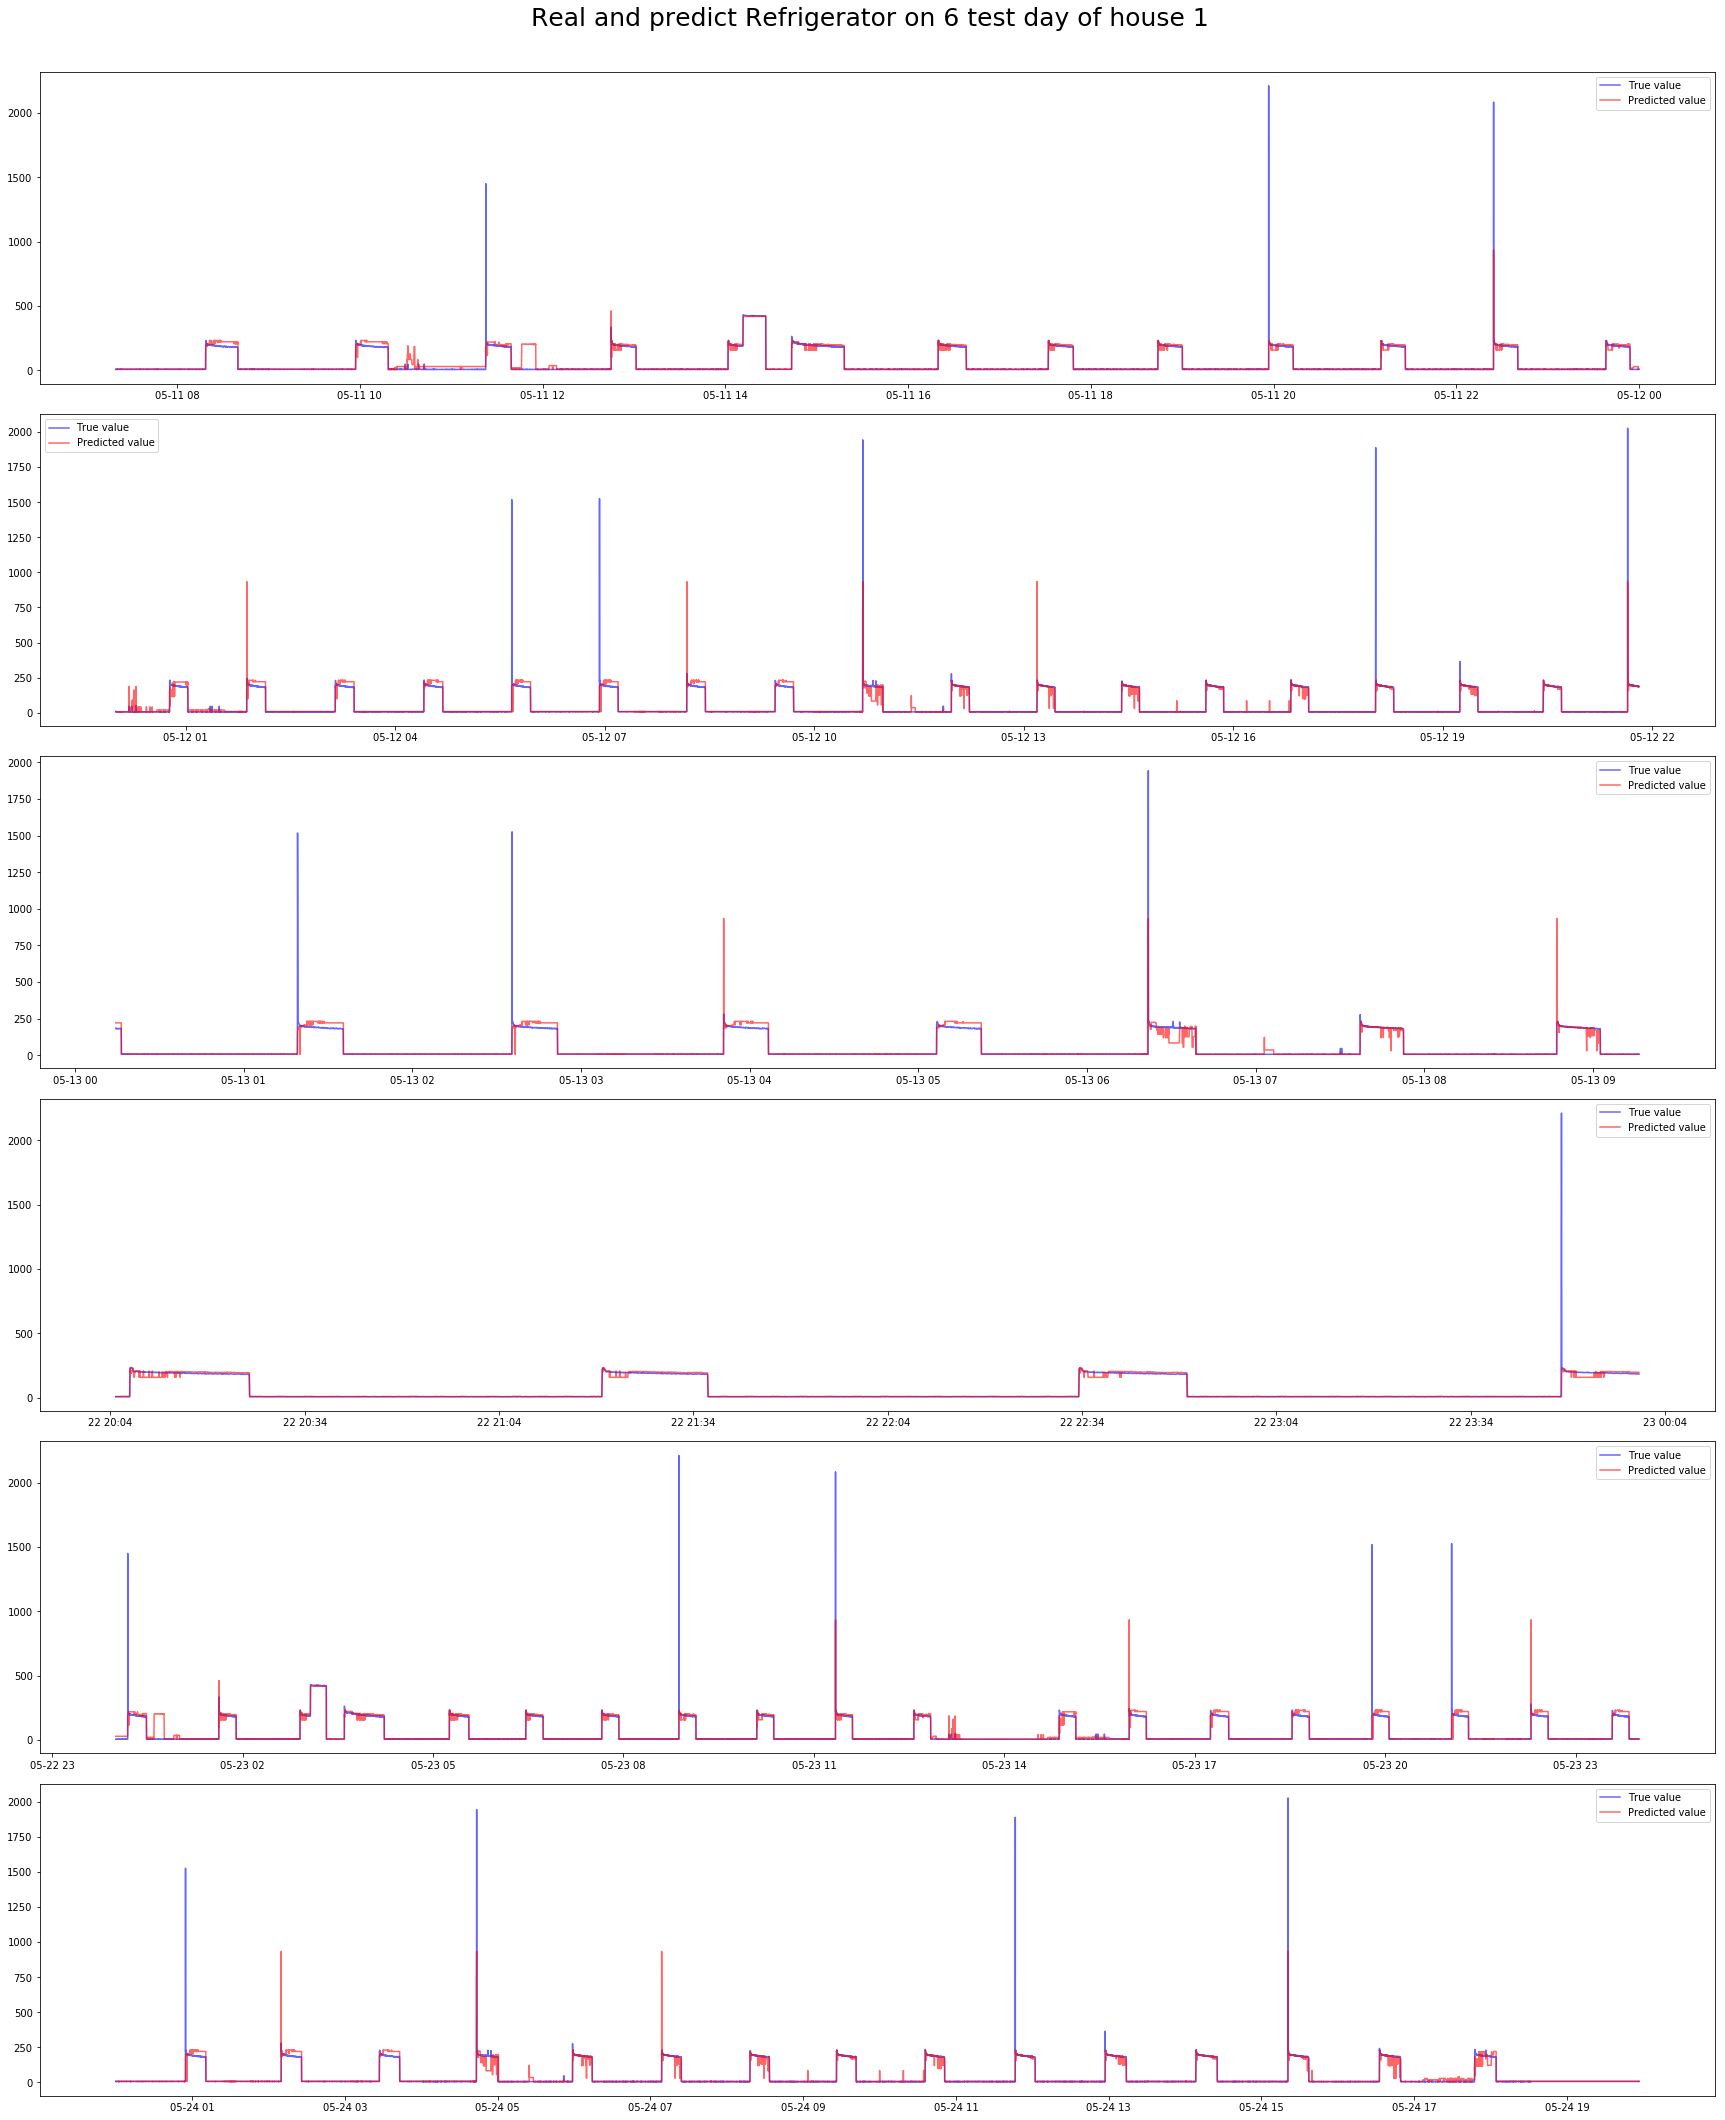 Real and predict Refrigerator on 6 test day of house 1
True value
Predicted value
2000
1500
1000
500
0
05-11 08 05-11 10 05-11 12 05-11 14 05-11 16 05-11 18 05-11 20 05-11 22 05-12 00
True value
Predicted value
2000
1750
1500
1250
1000
750
500
250
0
05-12 01 05-12 04 05-12 07 05-12 10 05-12 13 05-12 16 05-12 19 05-12 22
True value
Predicted value
2000
1750
1500
1250
1000
750
500
250
0
05-13 00 05-13 01 05-13 02 05-13 03 05-13 04 05-13 05 05-13 06 05-13 07 05-13 08 05-13 09
True value
Predicted value
2000
1500
1000
500
0
22 20:04 22 20:34 22 21:04 22 21:34 22 22:04 22 22:34 22 23:04 22 23:34 23 00:04
True value
Predicted value
2000
1500
1000
500
0
05-22 23 05-23 02 05-23 05 05-23 08 05-23 11 05-23 14 05-23 17 05-23 20 05-23 23
True value
Predicted value
2000
1750
1500
1250
1000
750
500
250
0
05-24 01 05-24 03 05-24 05 05-24 07 05-24 09 05-24 11 05-24 13 05-24 15 05-24 17 05-24 19